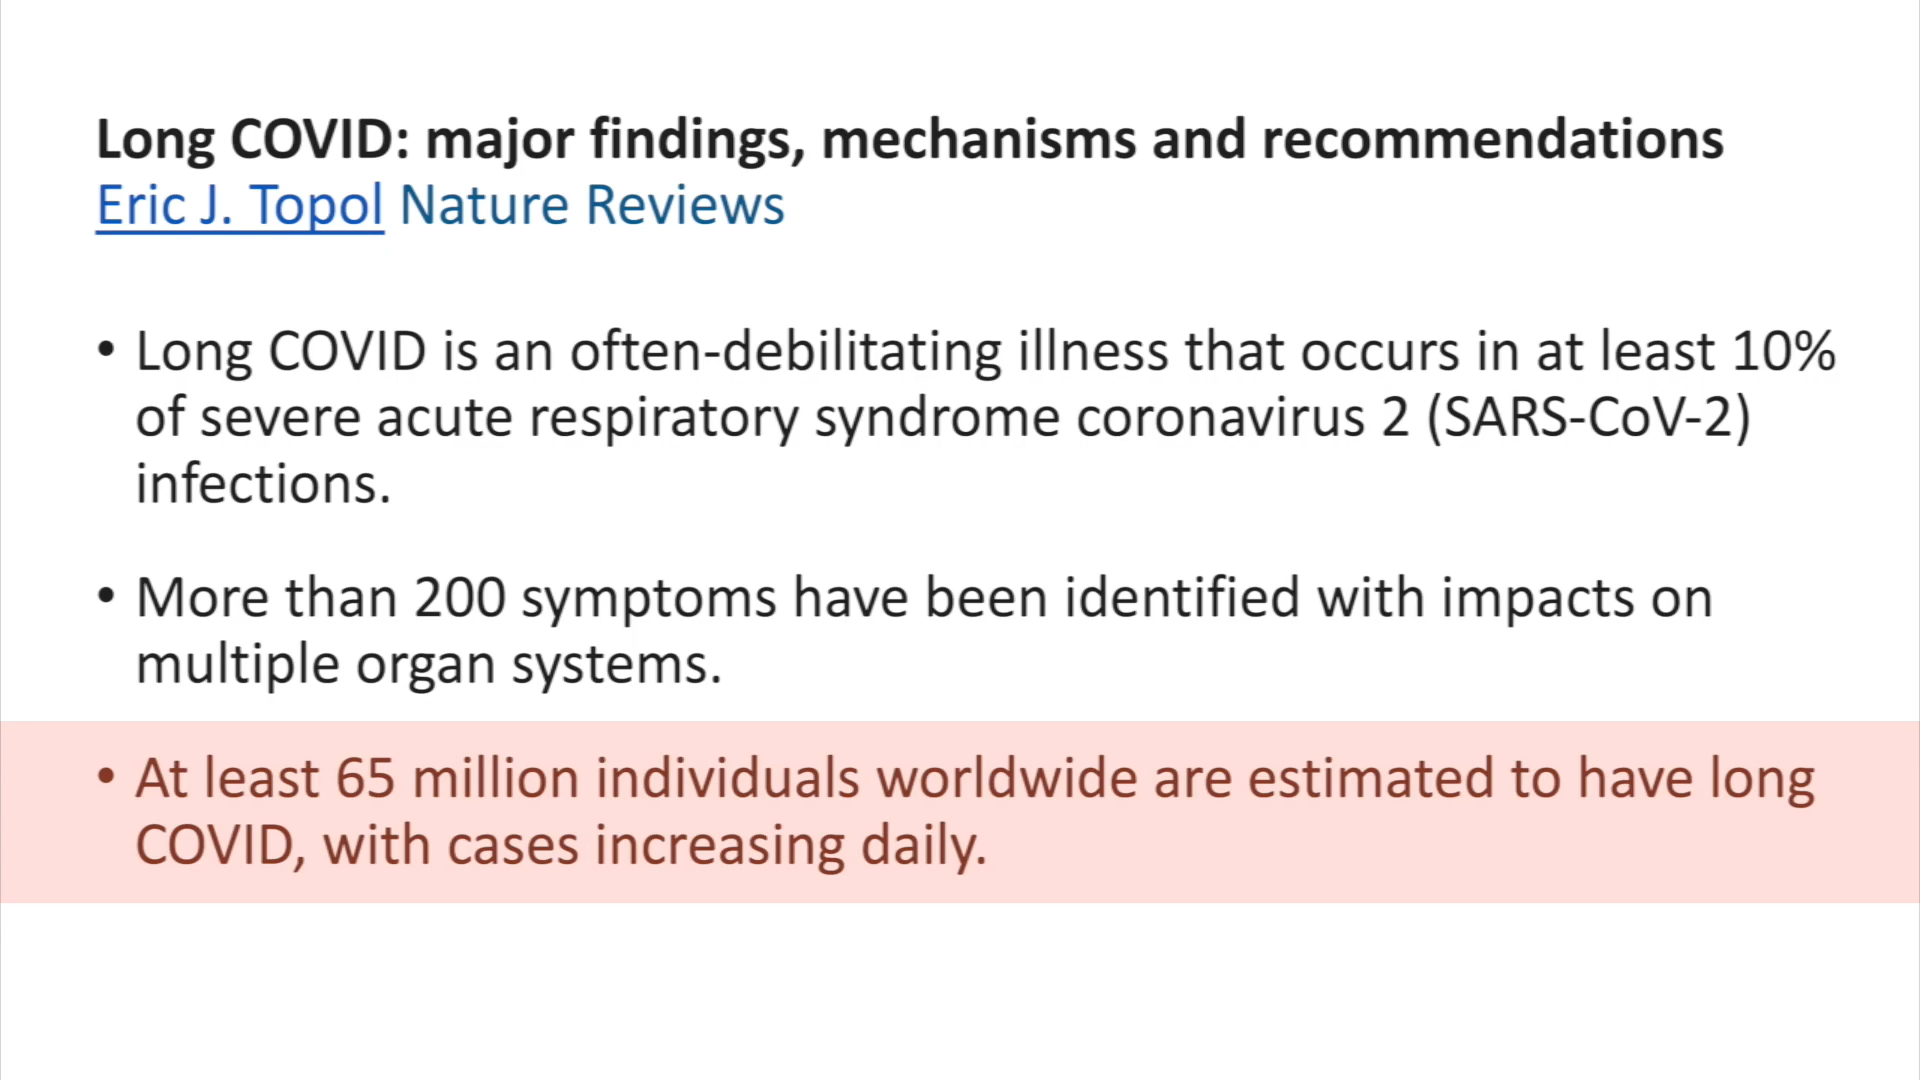 Long COVID: major findings, mechanisms and recommendations
Eric J. Topol Nature Reviews
• Long COVID is an often-debilitating illness that occurs in at least 10%
of severe acute respiratory syndrome coronavirus 2 (SARS-CoV-2)
infections.
• More than 200 symptoms have been identified with impacts on
multiple organ systems.
• At least 65 million individuals worldwide are estimated to have long
COVID, with cases increasing daily.